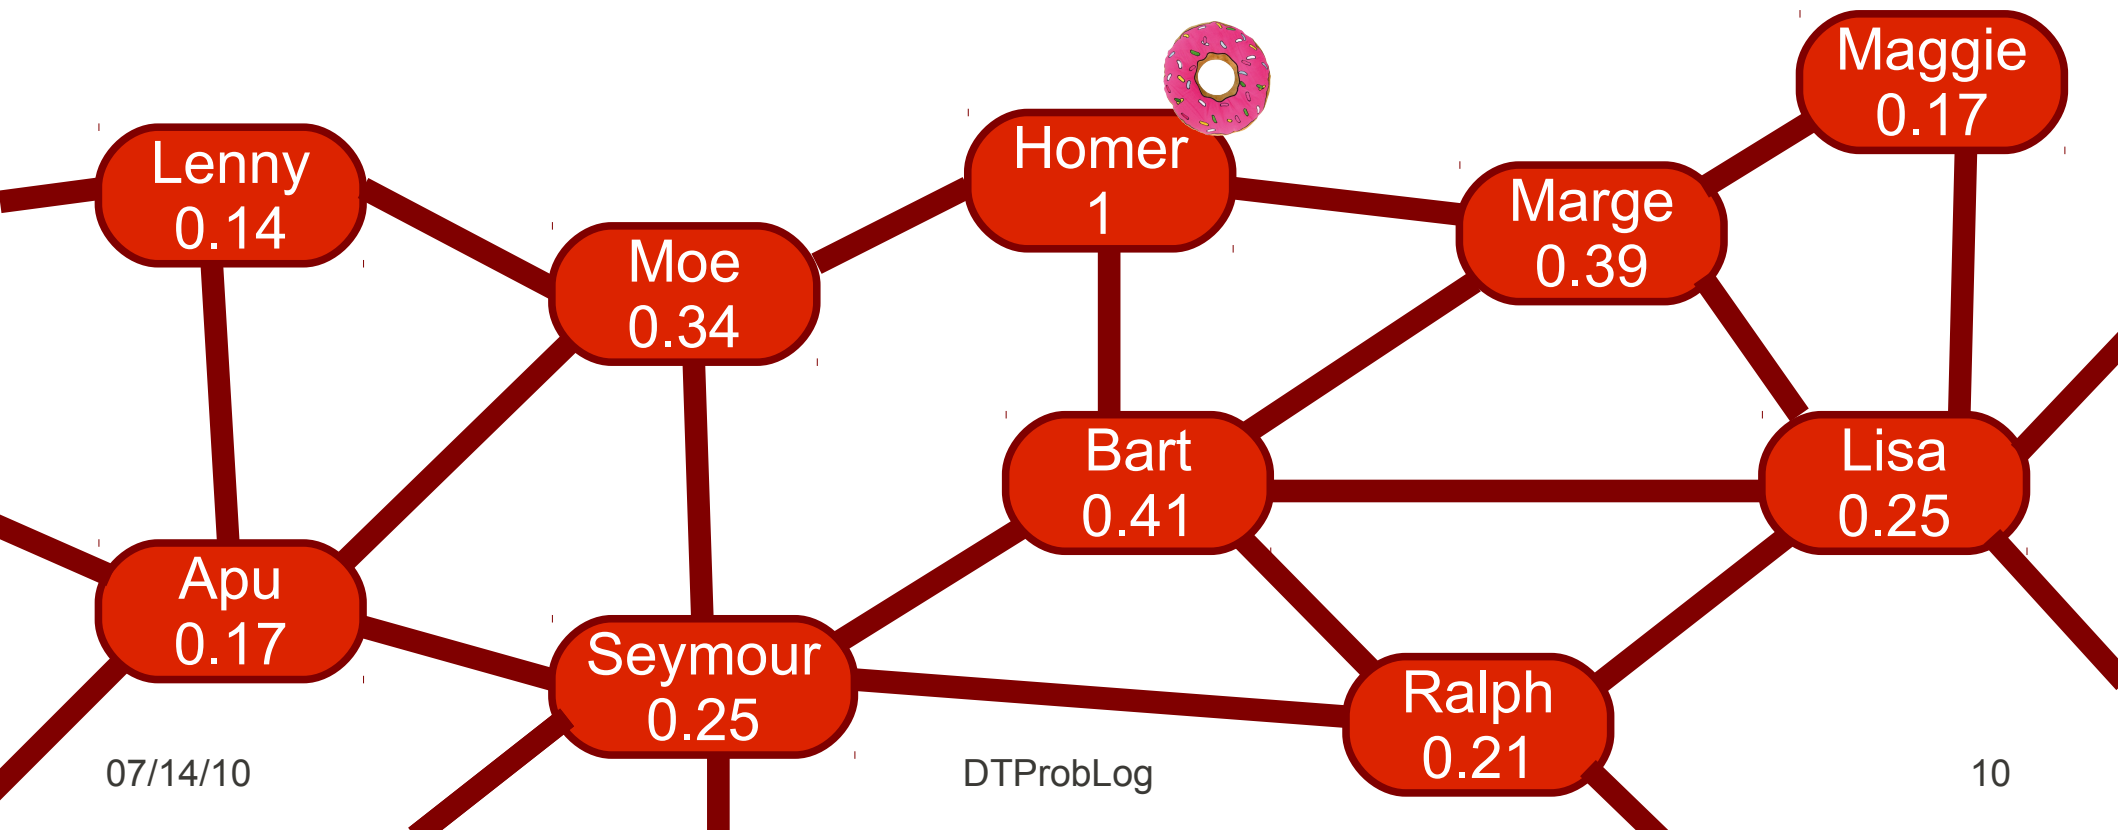 Maggie
0.17
Homer
1
Lenny
0.14
Marge
0.39
Moe
0.34
Bart
0.41
Lisa
0.25
Apu
0.17
Seymour
0.25
Ralph
0.21
07/14/10
DTProbLog
10